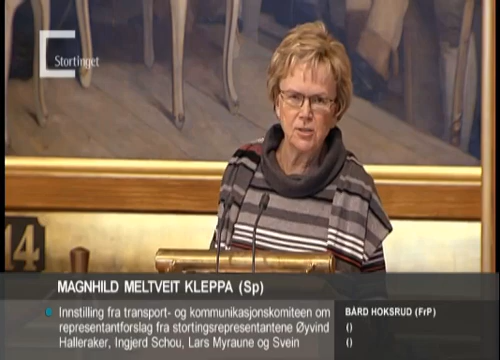 Stortinget
14
MAGNHILD MELTVEIT KLEPPA (Sp)
Innstilling fra transport- og kommunikasjonskomiteen om
representantforslag fra stortingsrepresentantene Øyvind
Halleraker, Ingjerd Schou, Lars Myraune og Svein
BÅRD HOKSRUD (FrP)
()
()